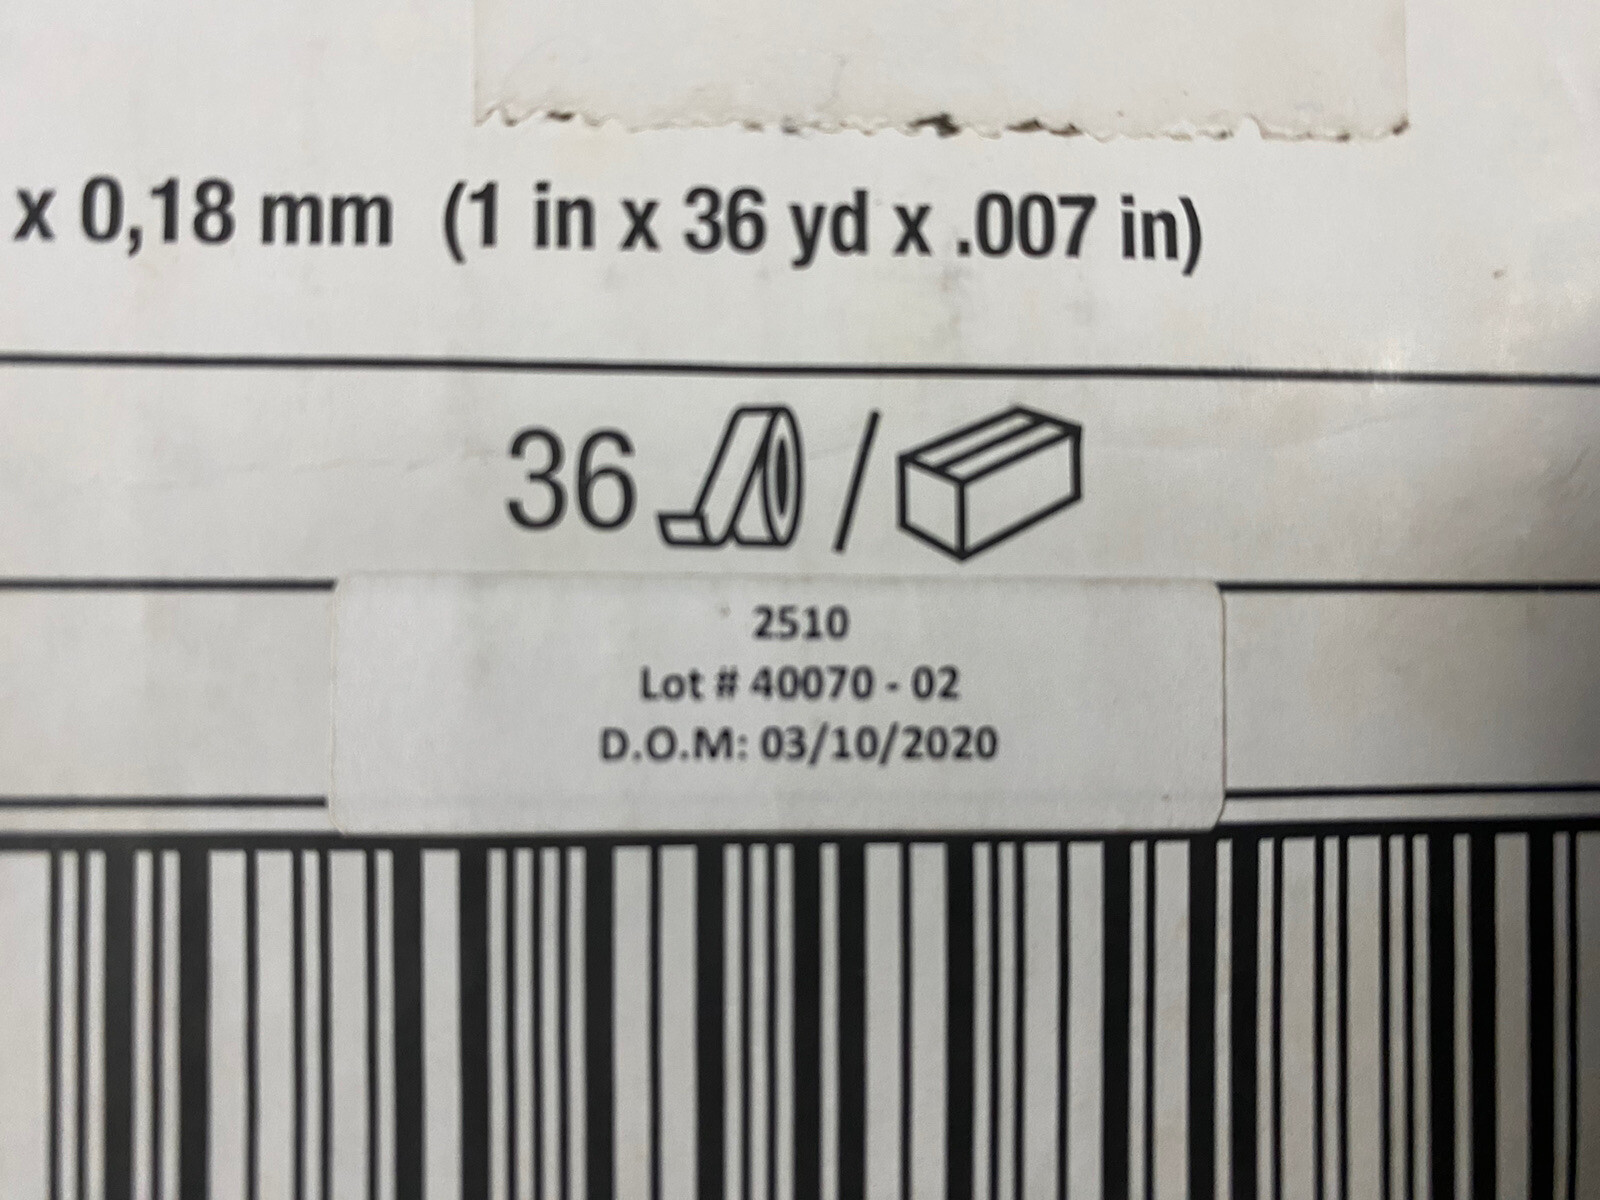 x 0,18 mm (1 in x 36 yd x .007 in)
36 /
2510
Lot # 40070 - 02
D.O.M: 03/10/2020